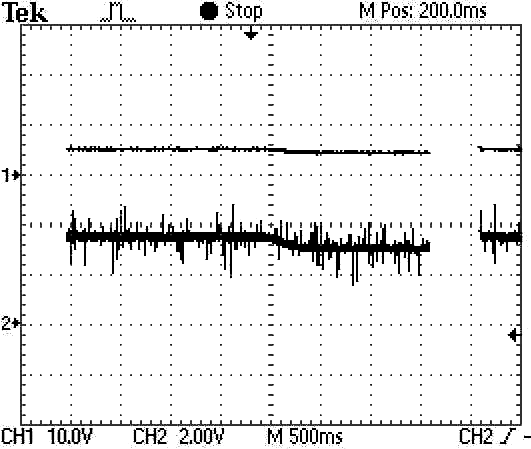 Tek Stop M Pos: 200.0ms
1
2
CH1 10.0V CH2 2.00V M 500ms CH2 -